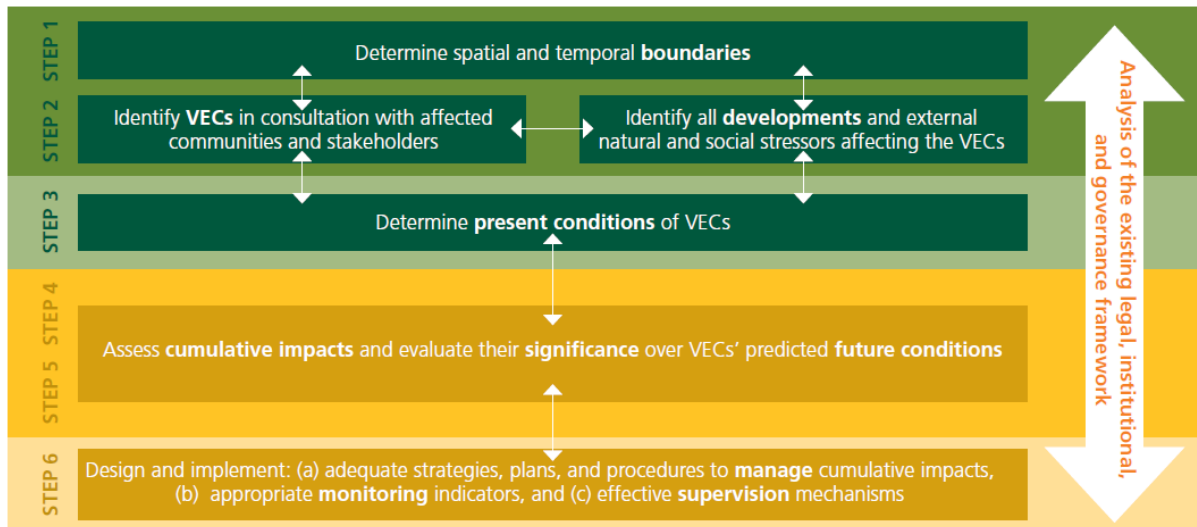 STEP 1
Determine spatial and temporal boundaries
STEP 2
Identify VECs in consultation with affected
communities and stakeholders
Identify all developments and external
natural and social stressors affecting the VECs
STEP 3
Determine present conditions of VECs
STEP 4
STEP 5
Assess cumulative impacts and evaluate their significance over VECs’ predicted future conditions
STEP 6
Design and implement: (a) adequate strategies, plans, and procedures to manage cumulative impacts,
(b) appropriate monitoring indicators, and (c) effective supervision mechanisms
Analysis of the existing legal, institutional,
and governance framework